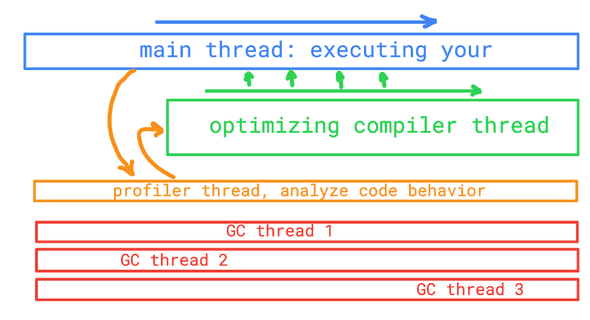 main thread: executing your
optimizing compiler thread
profiler thread, analyze code behavior
GC thread 1
GC thread 2
GC thread 3